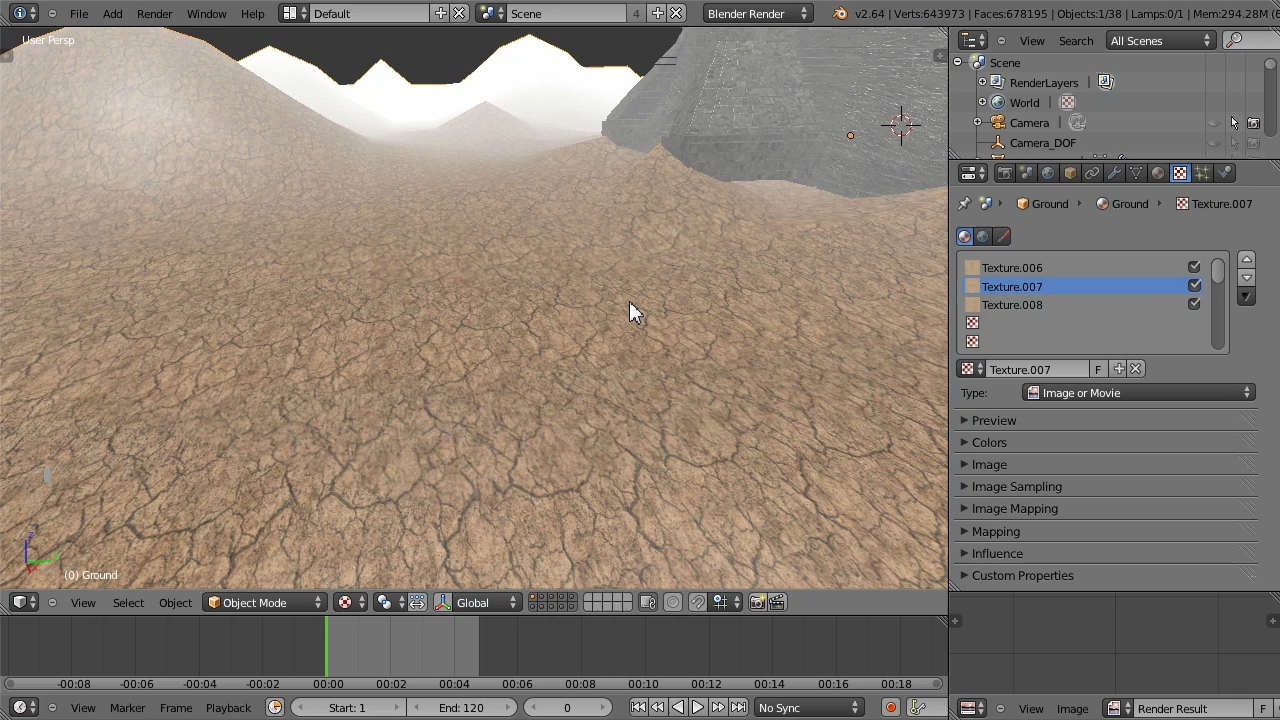 File Add Render Window Help Default Scene 4 Blender Render v2.64 | Verts:643973 | Faces:678195 | Objects:1/38 | Lamps:0/1 | Mem:294.28M
User Persp
View Search All Scenes
Scene
RenderLayers |
World |
Camera |
Camera_DOF
Ground Ground Texture.007
Texture.006
Texture.007
Texture.008
Texture.007 F
Type: Image or Movie
Preview
Colors
Image
Image Sampling
Image Mapping
Mapping
Influence
Custom Properties
z
y
(0) Ground
View Select Object Object Mode Global
-00:08 -00:06 -00:04 -00:02 00:00 00:02 00:04 00:06 00:08 00:10 00:12 00:14 00:16 00:18
View Marker Frame Playback Start: 1 End: 120 0 No Sync
View Image Render Result F